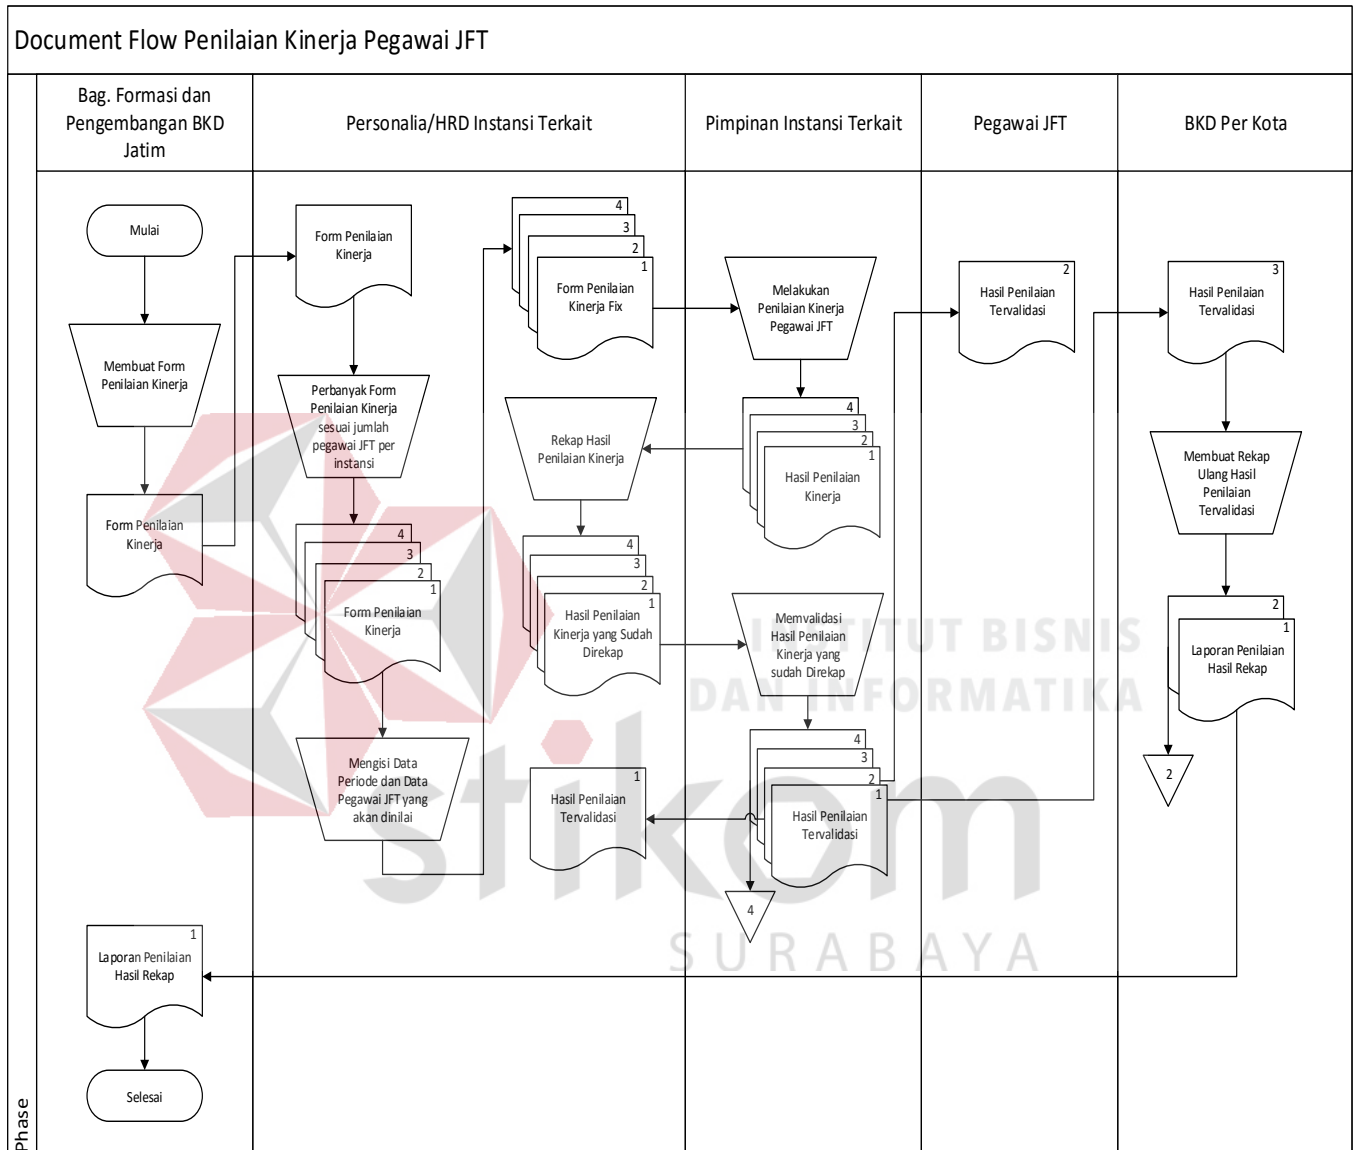 Document Flow Penilaian Kinerja Pegawai JFT
Phase
Bag. Formasi dan
Pengembangan BKD
Jatim
Personalia/HRD Instansi Terkait
Pimpinan Instansi Terkait
Pegawai JFT
BKD Per Kota
Mulai
Membuat Form
Penilaian Kinerja
Form Penilaian
Kinerja
1
Laporan Penilaian
Hasil Rekap
Selesai
Form Penilaian
Kinerja
Perbanyak Form
Penilaian Kinerja
sesuai jumlah
pegawai JFT per
instansi
4
3
2
1
Form Penilaian
Kinerja
Mengisi Data
Periode dan Data
Pegawai JFT yang
akan dinilai
4
3
2
1
Form Penilaian
Kinerja Fix
Rekap Hasil
Penilaian Kinerja
4
3
2
1
Hasil Penilaian
Kinerja yang Sudah
Direkap
1
Hasil Penilaian
Tervalidasi
Melakukan
Penilaian Kinerja
Pegawai JFT
4
3
2
1
Hasil Penilaian
Kinerja
Memvalidasi
Hasil Penilaian
Kinerja yang
sudah Direkap
4
3
2
1
Hasil Penilaian
Tervalidasi
4
2
Hasil Penilaian
Tervalidasi
3
Hasil Penilaian
Tervalidasi
Membuat Rekap
Ulang Hasil
Penilaian
Tervalidasi
2
1
Laporan Penilaian
Hasil Rekap
2
INSTITUT BISNIS
DAN INFORMATIKA
stikom
SURABAYA